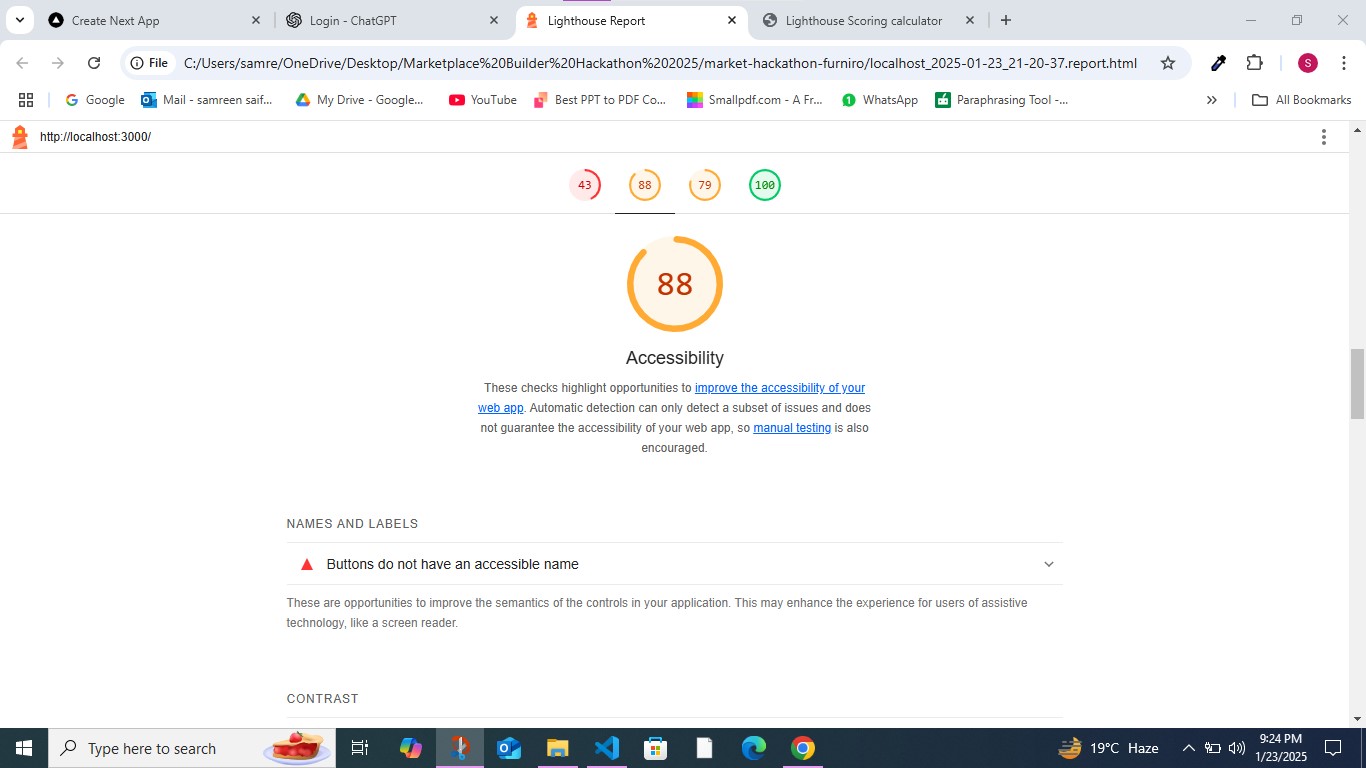 Create Next App
Login - ChatGPT
Lighthouse Report
Lighthouse Scoring calculator
File
C:/Users/samre/OneDrive/Desktop/Marketplace%20Builder%20Hackathon%202025/market-hackathon-furniro/localhost_2025-01-23_21-20-37.report.html
S
Google
Mail - samreen saif...
My Drive - Google...
YouTube
Best PPT to PDF Co...
Smallpdf.com - A Fr...
1
WhatsApp
Paraphrasing Tool -...
All Bookmarks
http://localhost:3000/
43
88
79
100
88
Accessibility
These checks highlight opportunities to improve the accessibility of your
web app. Automatic detection can only detect a subset of issues and does
not guarantee the accessibility of your web app, so manual testing is also
encouraged.
NAMES AND LABELS
Buttons do not have an accessible name
These are opportunities to improve the semantics of the controls in your application. This may enhance the experience for users of assistive
technology, like a screen reader.
CONTRAST
Type here to search
19°C Haze
9:24 PM
1/23/2025